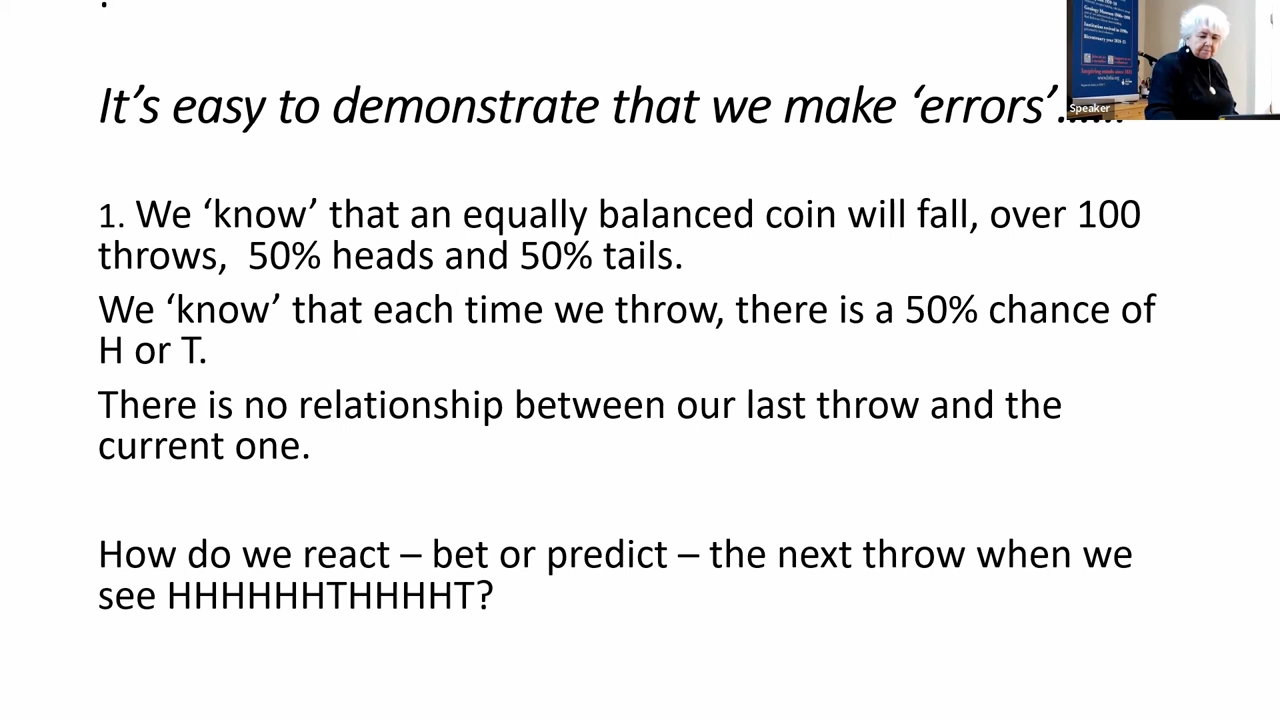 It’s easy to demonstrate that we make ‘errors’......
Speaker
1. We ‘know’ that an equally balanced coin will fall, over 100
throws,  50% heads and 50% tails.
We ‘know’ that each time we throw, there is a 50% chance of
H or T.
There is no relationship between our last throw and the
current one.
How do we react – bet or predict – the next throw when we
see HHHHHHTHHHHT?